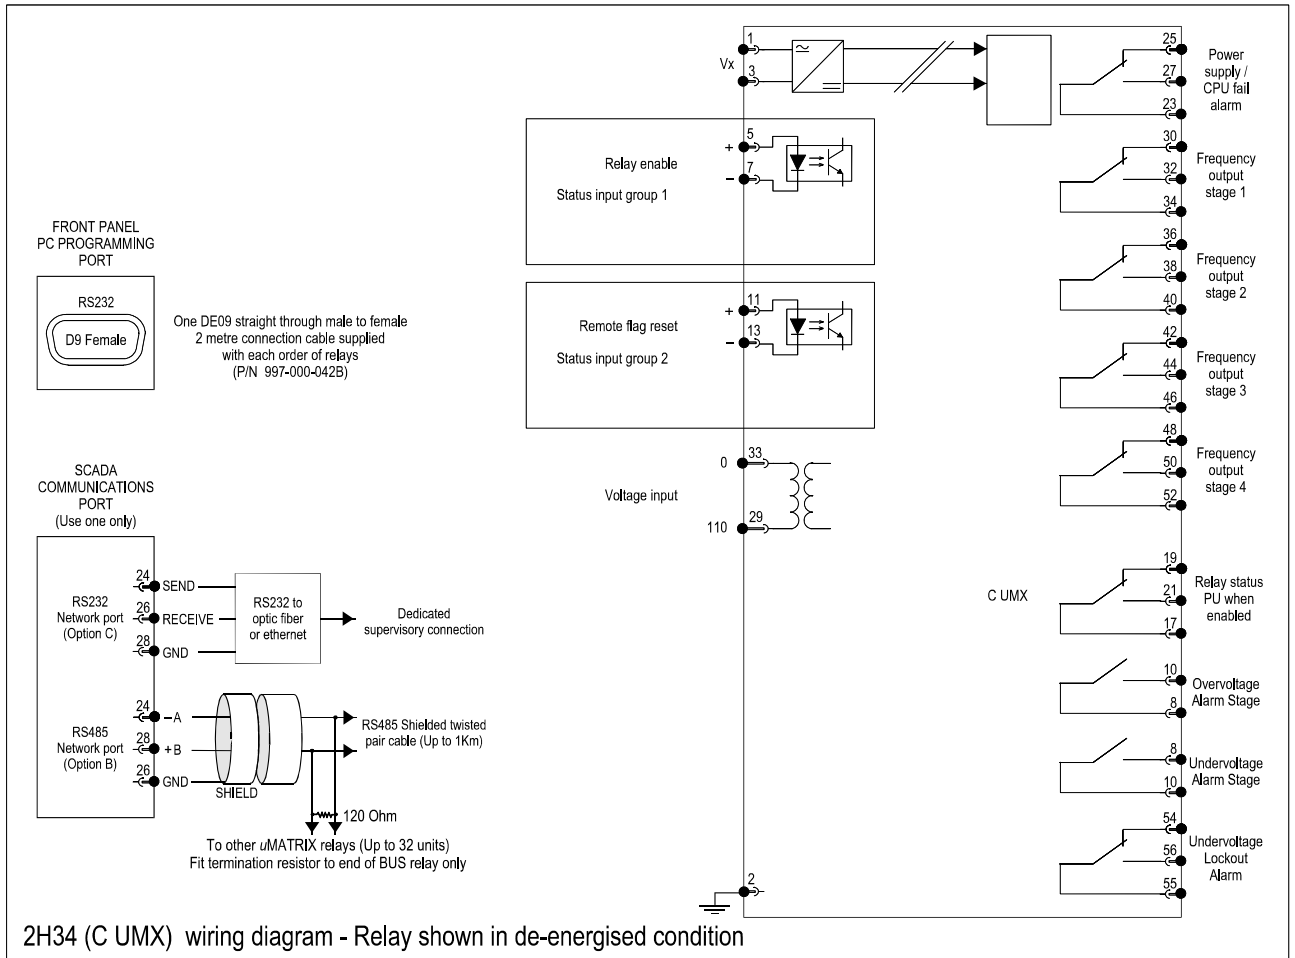 1
Vx
3
25
27
23
Power
supply /
CPU fail
alarm
Relay enable
Status input group 1
+
5
–
7
30
32
34
Frequency
output
stage 1
FRONT PANEL
PC PROGRAMMING
PORT
RS232
D9 Female
One DE09 straight through male to female
2 metre connection cable supplied
with each order of relays
(P/N 997-000-042B)
36
38
40
Frequency
output
stage 2
Remote flag reset
Status input group 2
+
11
–
13
42
44
46
Frequency
output
stage 3
48
50
52
Frequency
output
stage 4
0
33
Voltage input
110
29
SCADA
COMMUNICATIONS
PORT
(Use one only)
RS232
Network port
(Option C)
24
SEND
26
RECEIVE
28
GND
RS232 to
optic fiber
or ethernet
Dedicated
supervisory connection
C UMX
19
21
17
Relay status
PU when
enabled
10
8
Overvoltage
Alarm Stage
RS485
Network port
(Option B)
24
–A
28
+B
26
GND
SHIELD
RS485 Shielded twisted
pair cable (Up to 1Km)
120 Ohm
To other uMATRIX relays (Up to 32 units)
Fit termination resistor to end of BUS relay only
8
10
Undervoltage
Alarm Stage
54
56
55
Undervoltage
Lockout
Alarm
2
2H34 (C UMX) wiring diagram - Relay shown in de-energised condition